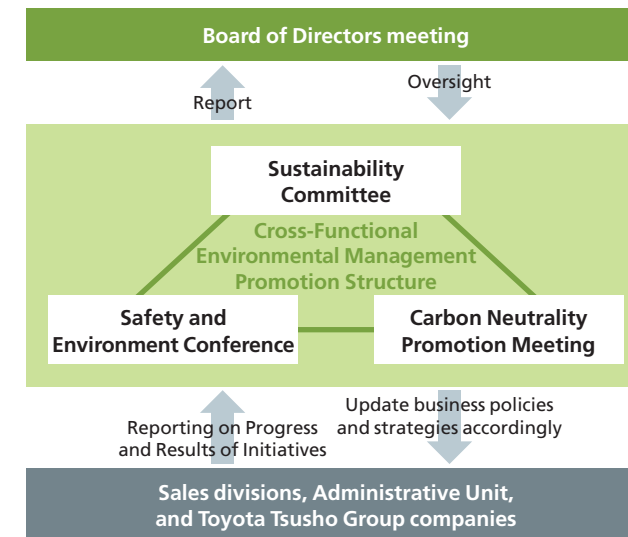 Board of Directors meeting
Report
Oversight
Sustainability
Committee
Cross-Functional
Environmental Management
Promotion Structure
Safety and
Environment Conference
Carbon Neutrality
Promotion Meeting
Reporting on Progress
and Results of Initiatives
Update business policies
and strategies accordingly
Sales divisions, Administrative Unit,
and Toyota Tsusho Group companies